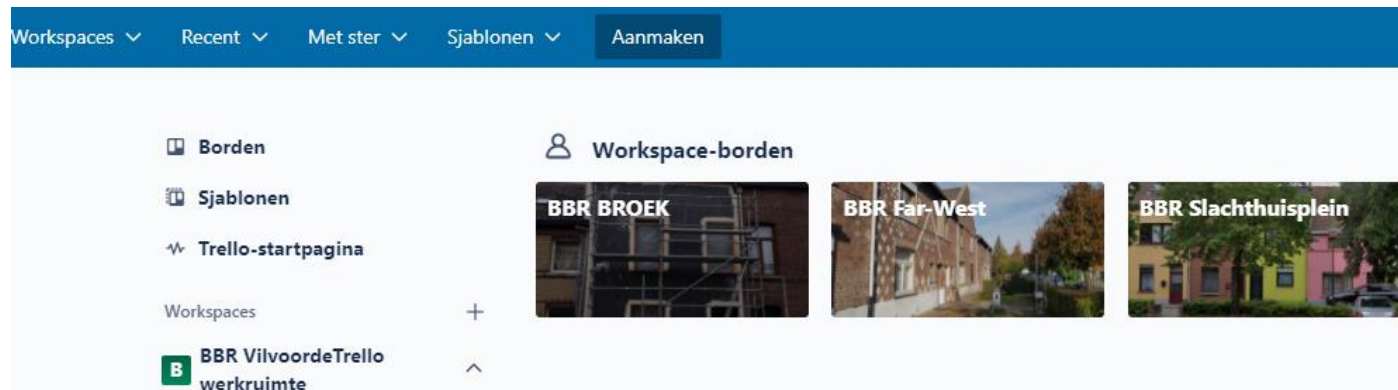 Workspaces Recent Met ster Sjablonen Aanmaken
Borden
Sjablonen
Trello-startpagina
Workspaces
B BBR VilvoordeTrello
werkruimte
Workspace-borden
BBR BROEK BBR Far-West BBR Slachthuisplein